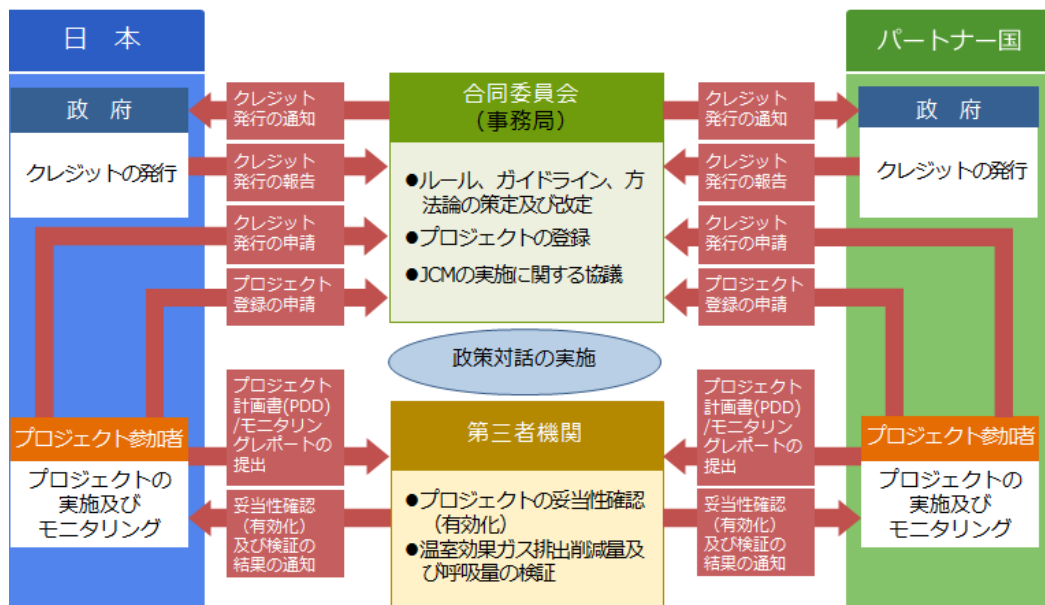 日 本
政 府
クレジットの発行
プロジェクト参加者
プロジェクトの
実施及び
モニタリング
クレジット
発行の通知
クレジット
発行の報告
クレジット
発行の申請
プロジェクト
登録の申請
プロジェクト
計画書(PDD)
/モニタリン
グレポートの
提出
妥当性確認
（有効化）
及び検証の
結果の通知
合同委員会
（事務局）
●ルール、ガイドライン、方
法論の策定及び改定
●プロジェクトの登録
●JCMの実施に関する協議
政策対話の実施
第三者機関
●プロジェクトの妥当性確認
（有効化）
●温室効果ガス排出削減量及
び呼吸量の検証
クレジット
発行の通知
クレジット
発行の報告
クレジット
発行の申請
プロジェクト
登録の申請
プロジェクト
計画書(PDD)
/モニタリン
グレポートの
提出
妥当性確認
（有効化）
及び検証の
結果の通知
パートナー国
政 府
クレジットの発行
プロジェクト参加者
プロジェクトの
実施及び
モニタリング